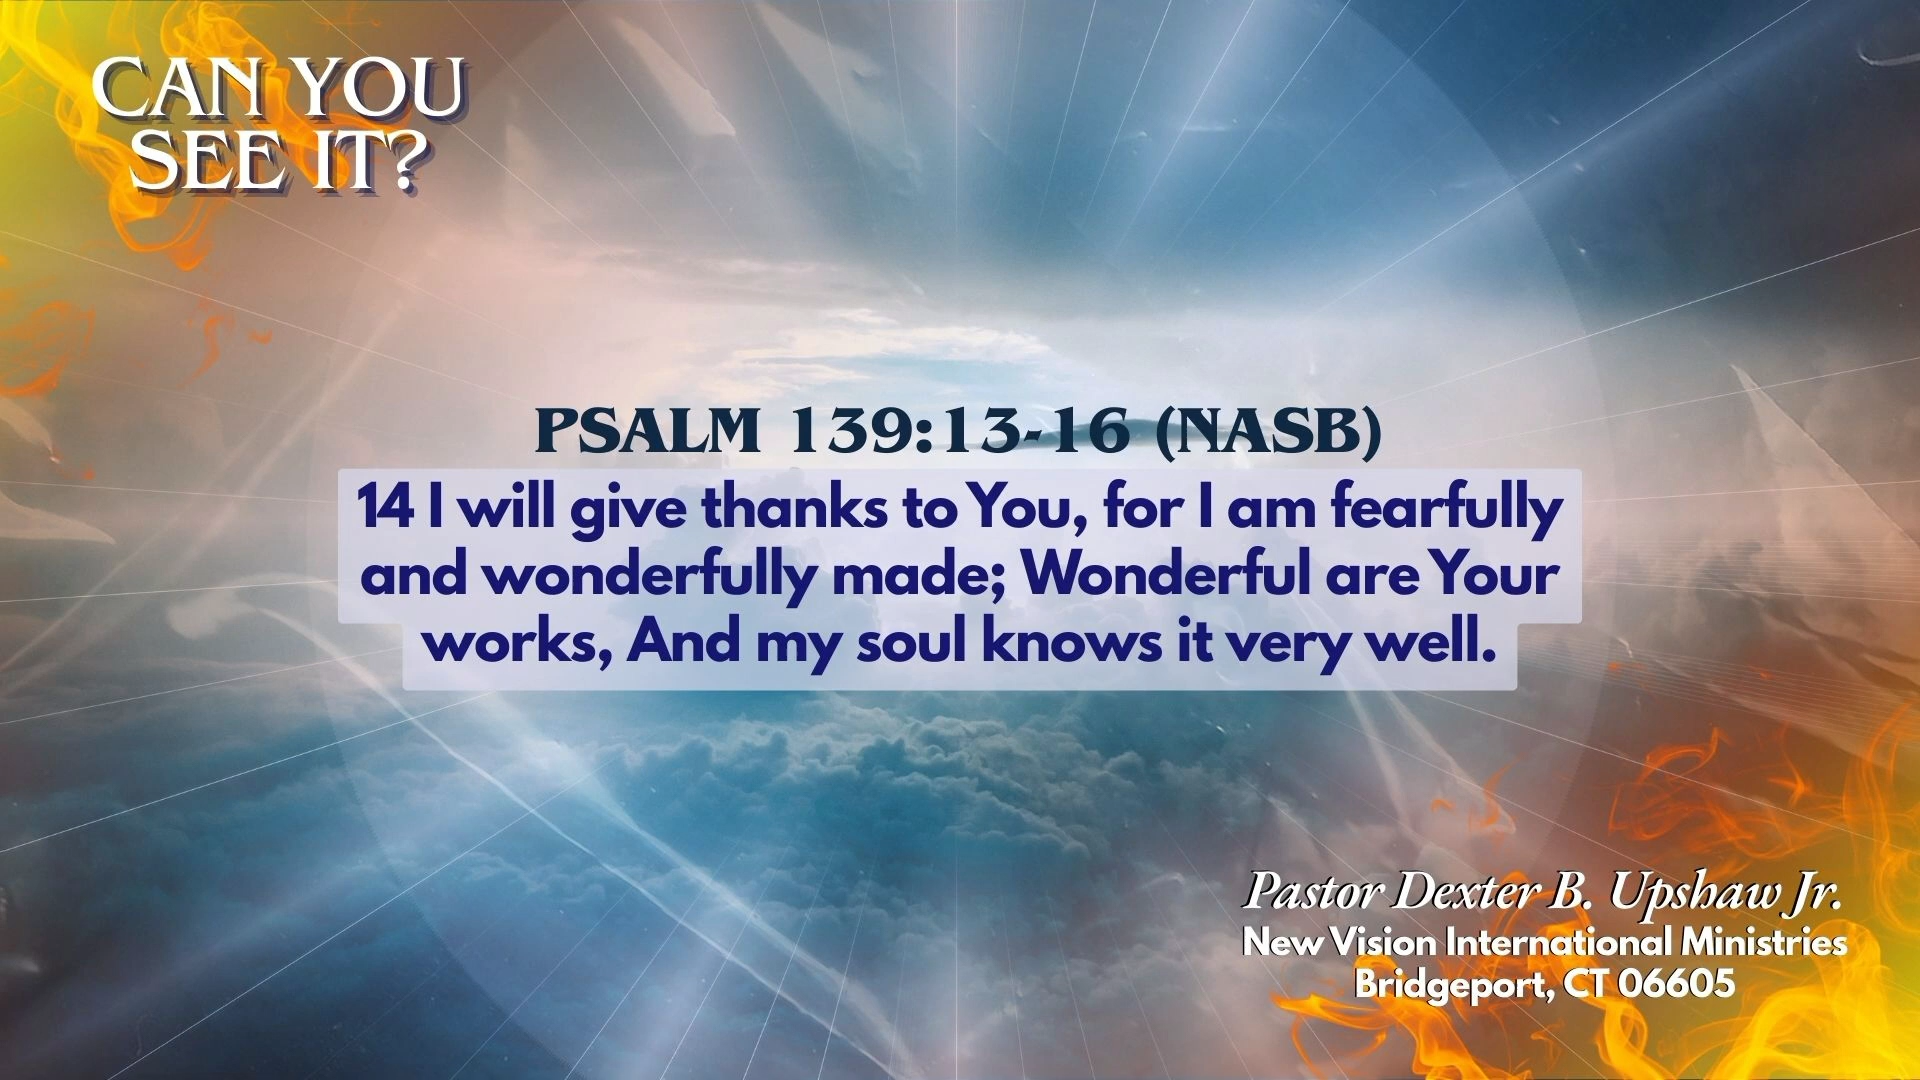 CAN YOU
SEE IT?
PSALM 139:13-16 (NASB)
14 I will give thanks to You, for I am fearfully
and wonderfully made; Wonderful are Your
works, And my soul knows it very well.
Pastor Dexter B. Upshaw Jr.
New Vision International Ministries
Bridgeport, CT 06605